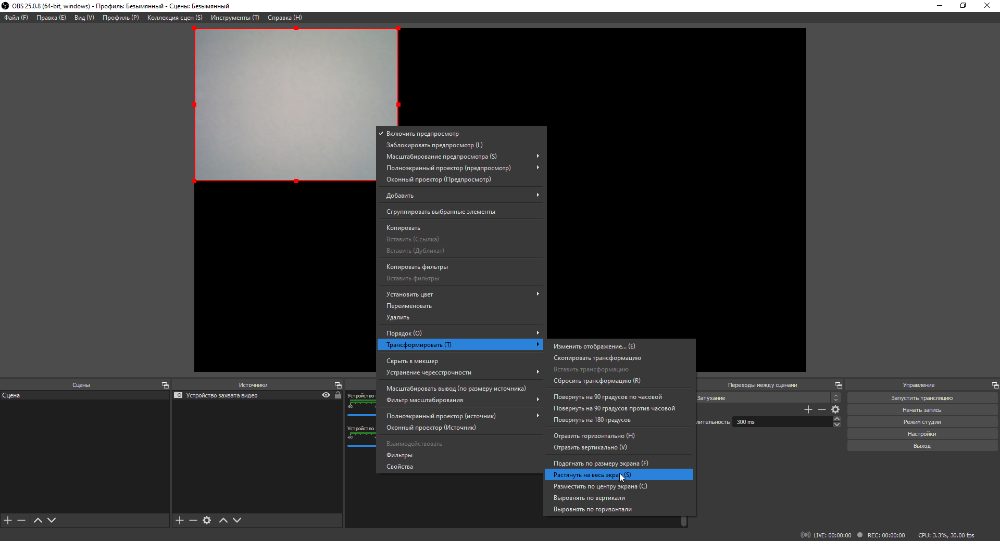 OBS 25.0.8 (64-bit, windows) - Профиль: Безымянный - Сцены: Безымянный
Файл (F) Правка (E) Вид (V) Профиль (P) Коллекция сцен (S) Инструменты (T) Справка (H)
Включить предпросмотр
Заблокировать предпросмотр (L)
Масштабирование предпросмотра (S)
Полноэкранный проектор (предпросмотр)
Оконный проектор (Предпросмотр)
Добавить
Сгруппировать выбранные элементы
Копировать
Вставить (Ссылка)
Вставить (Дубликат)
Копировать фильтры
Вставить фильтры
Установить цвет
Переименовать
Удалить
Порядок (O)
Трансформировать (T)
Скрыть в микшер
Устранение чересстрочности
Масштабировать вывод (по размеру источника)
Фильтр масштабирования
Полноэкранный проектор (источник)
Оконный проектор (Источник)
Взаимодействовать
Фильтры
Свойства
Изменить отображение... (E)
Скопировать трансформацию
Вставить трансформацию
Сбросить трансформацию (R)
Повернуть на 90 градусов по часовой
Повернуть на 90 градусов против часовой
Повернуть на 180 градусов
Отразить горизонтально (H)
Отразить вертикально (V)
Подогнать по размеру экрана (F)
Растянуть на весь экран (S)
Разместить по центру экрана (C)
Выровнять по вертикали
Выровнять по горизонтали
Сцены
Сцена
Источники
Устройство захвата видео
Устройство
-60
Устройство
-60
Переходы между сценами
Затухание
лительность 300 ms
Управление
Запустить трансляцию
Начать запись
Режим студии
Настройки
Выход
LIVE: 00:00:00 REC: 00:00:00 CPU: 3.3%, 30.00 fps